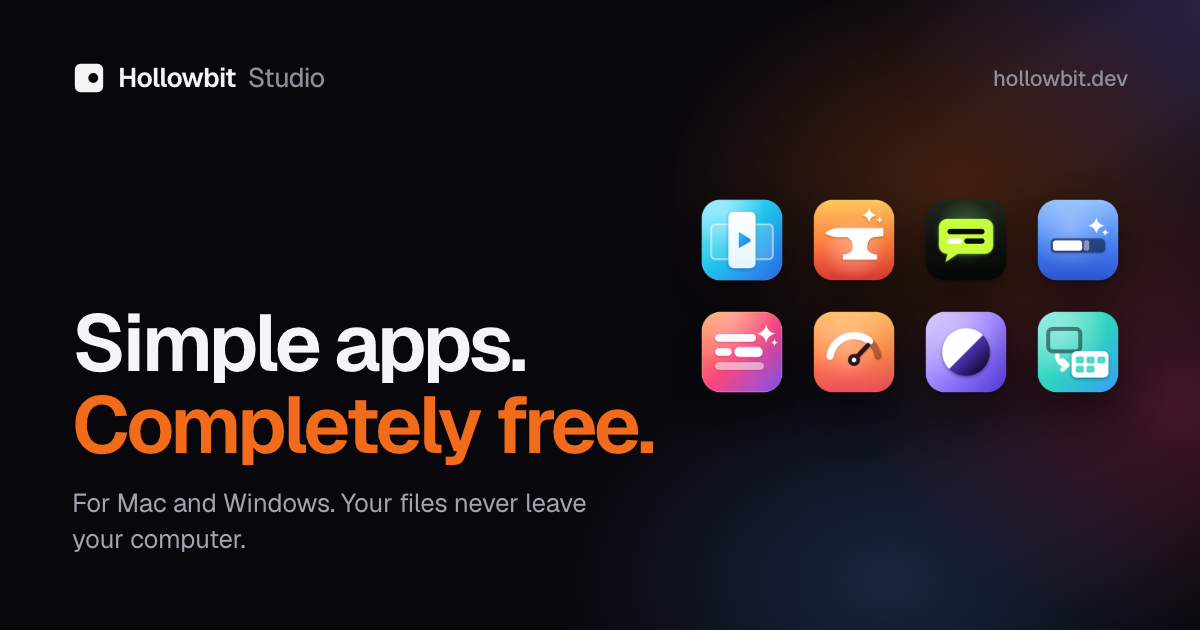 Hollowbit Studio
hollowbit.dev
Simple apps.
Completely free.
For Mac and Windows. Your files never leave
your computer.